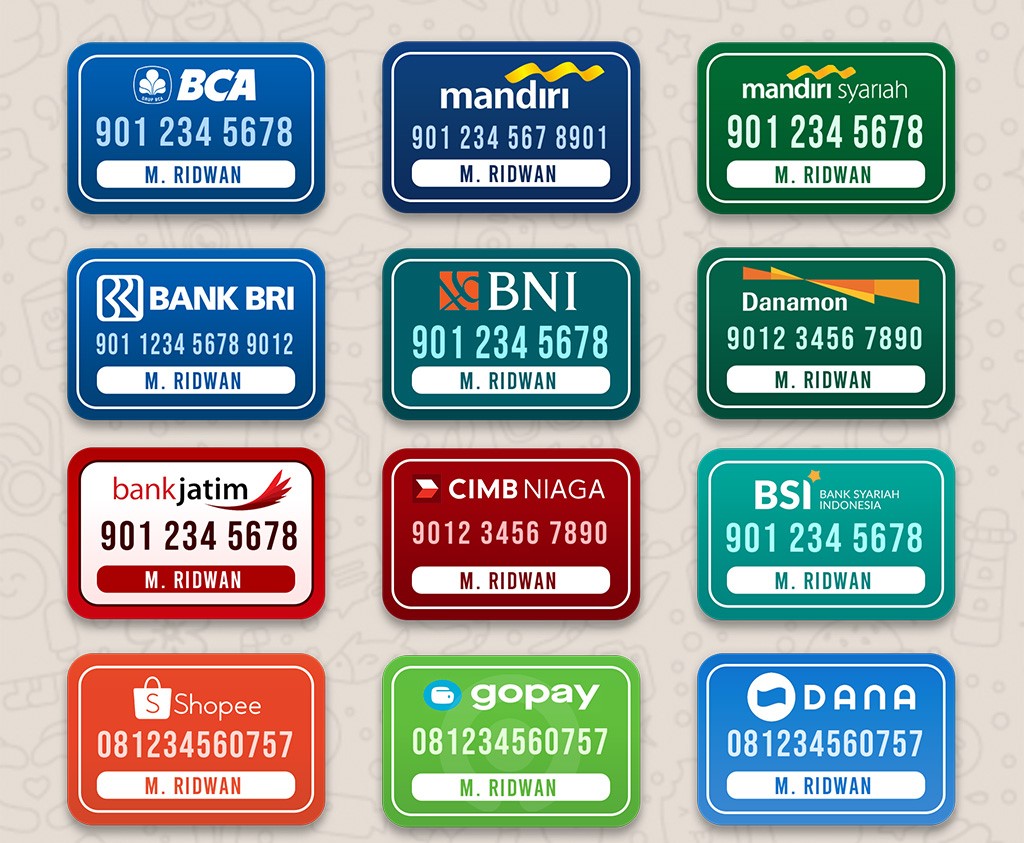 GRUP BCA
BCA
901 234 5678
M. RIDWAN
mandiri
901 234 567 8901
M. RIDWAN
mandiri syariah
901 234 5678
M. RIDWAN
BANK BRI
901 1234 5678 9012
M. RIDWAN
BNI
901 234 5678
M. RIDWAN
Danamon
9012 3456 7890
M. RIDWAN
bankjatim
901 234 5678
M. RIDWAN
CIMB NIAGA
9012 3456 7890
M. RIDWAN
BSI BANK SYARIAH
INDONESIA
901 234 5678
M. RIDWAN
S Shopee
081234560757
M. RIDWAN
gopay
081234560757
M. RIDWAN
DANA
081234560757
M. RIDWAN